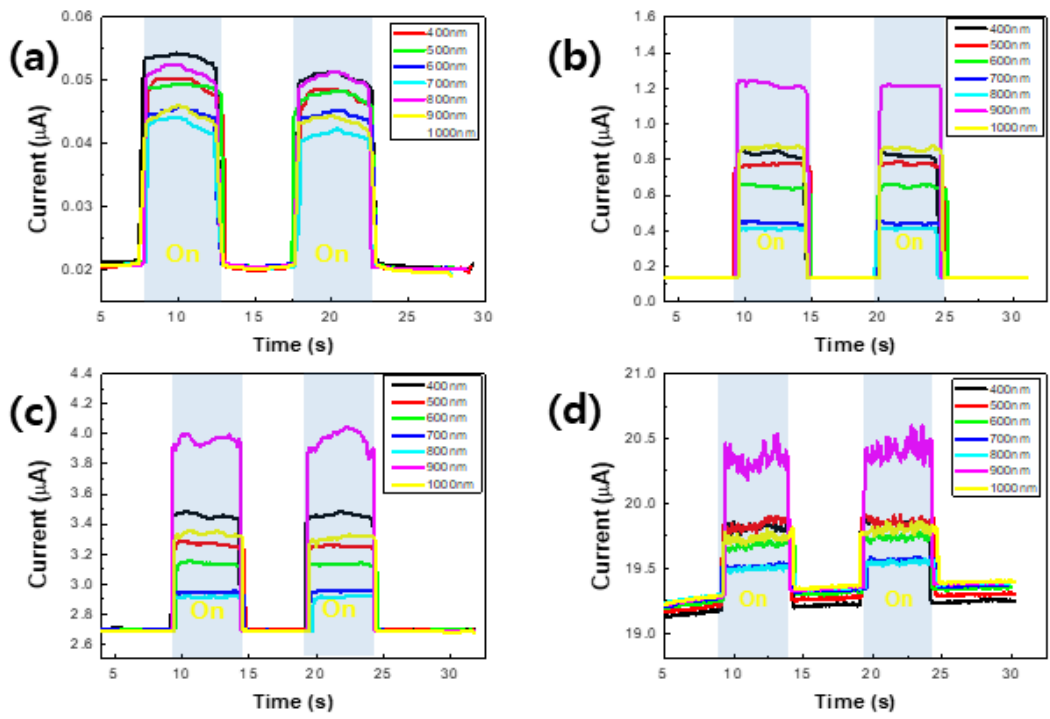 (a)
0.06
0.05
0.04
0.03
0.02
Current (μA)
5 10 15 20 25 30
Time (s)
400nm
500nm
600nm
700nm
800nm
900nm
1000nm
On
On
(b)
1.6
1.4
1.2
1.0
0.8
0.6
0.4
0.2
0.0
Current (μA)
5 10 15 20 25 30
Time (s)
400nm
500nm
600nm
700nm
800nm
900nm
1000nm
On
On
(c)
4.4
4.2
4.0
3.8
3.6
3.4
3.2
3.0
2.8
2.6
Current (μA)
5 10 15 20 25 30
Time (s)
400nm
500nm
600nm
700nm
800nm
900nm
1000nm
On
On
(d)
21.0
20.5
20.0
19.5
19.0
Current (μA)
5 10 15 20 25 30
Time (s)
400nm
500nm
600nm
700nm
800nm
900nm
1000nm
On
On